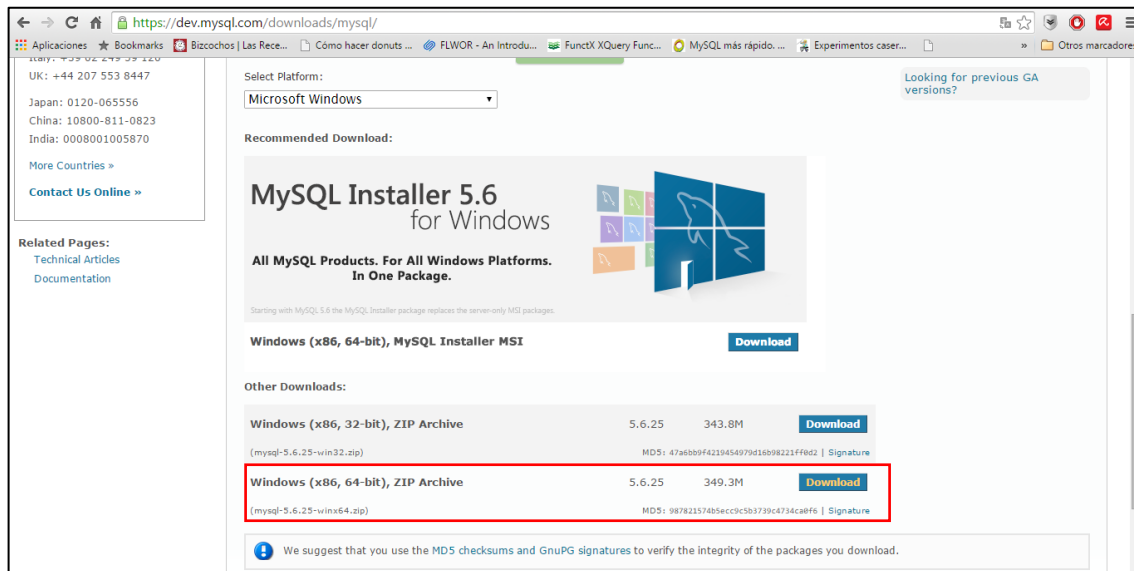 https://dev.mysql.com/downloads/mysql/
Aplicaciones Bookmarks Bizcochos | Las Rece... Cómo hacer donuts ... FLWOR - An Introdu... FunctX XQuery Func... MySQL más rápido. ... Experimentos caser... » Otros marcadores
Italy: +39 02 249 59 120
UK: +44 207 553 8447
Japan: 0120-065556
China: 10800-811-0823
India: 0008001005870
More Countries »
Contact Us Online »
Related Pages:
Technical Articles
Documentation
Select Platform:
Microsoft Windows
Looking for previous GA
versions?
Recommended Download:
MySQL Installer 5.6
for Windows
All MySQL Products. For All Windows Platforms.
In One Package.
Starting with MySQL 5.6 the MySQL Installer package replaces the server-only MSI packages.
Windows (x86, 64-bit), MySQL Installer MSI Download
Other Downloads:
Windows (x86, 32-bit), ZIP Archive 5.6.25 343.8M Download
(mysql-5.6.25-win32.zip) MD5: 47a6bb9f4219454979d16b98221ff0d2 | Signature
Windows (x86, 64-bit), ZIP Archive 5.6.25 349.3M Download
(mysql-5.6.25-winx64.zip) MD5: 987821574b5ecc9c5b3739c4734ca0f6 | Signature
We suggest that you use the MD5 checksums and GnuPG signatures to verify the integrity of the packages you download.